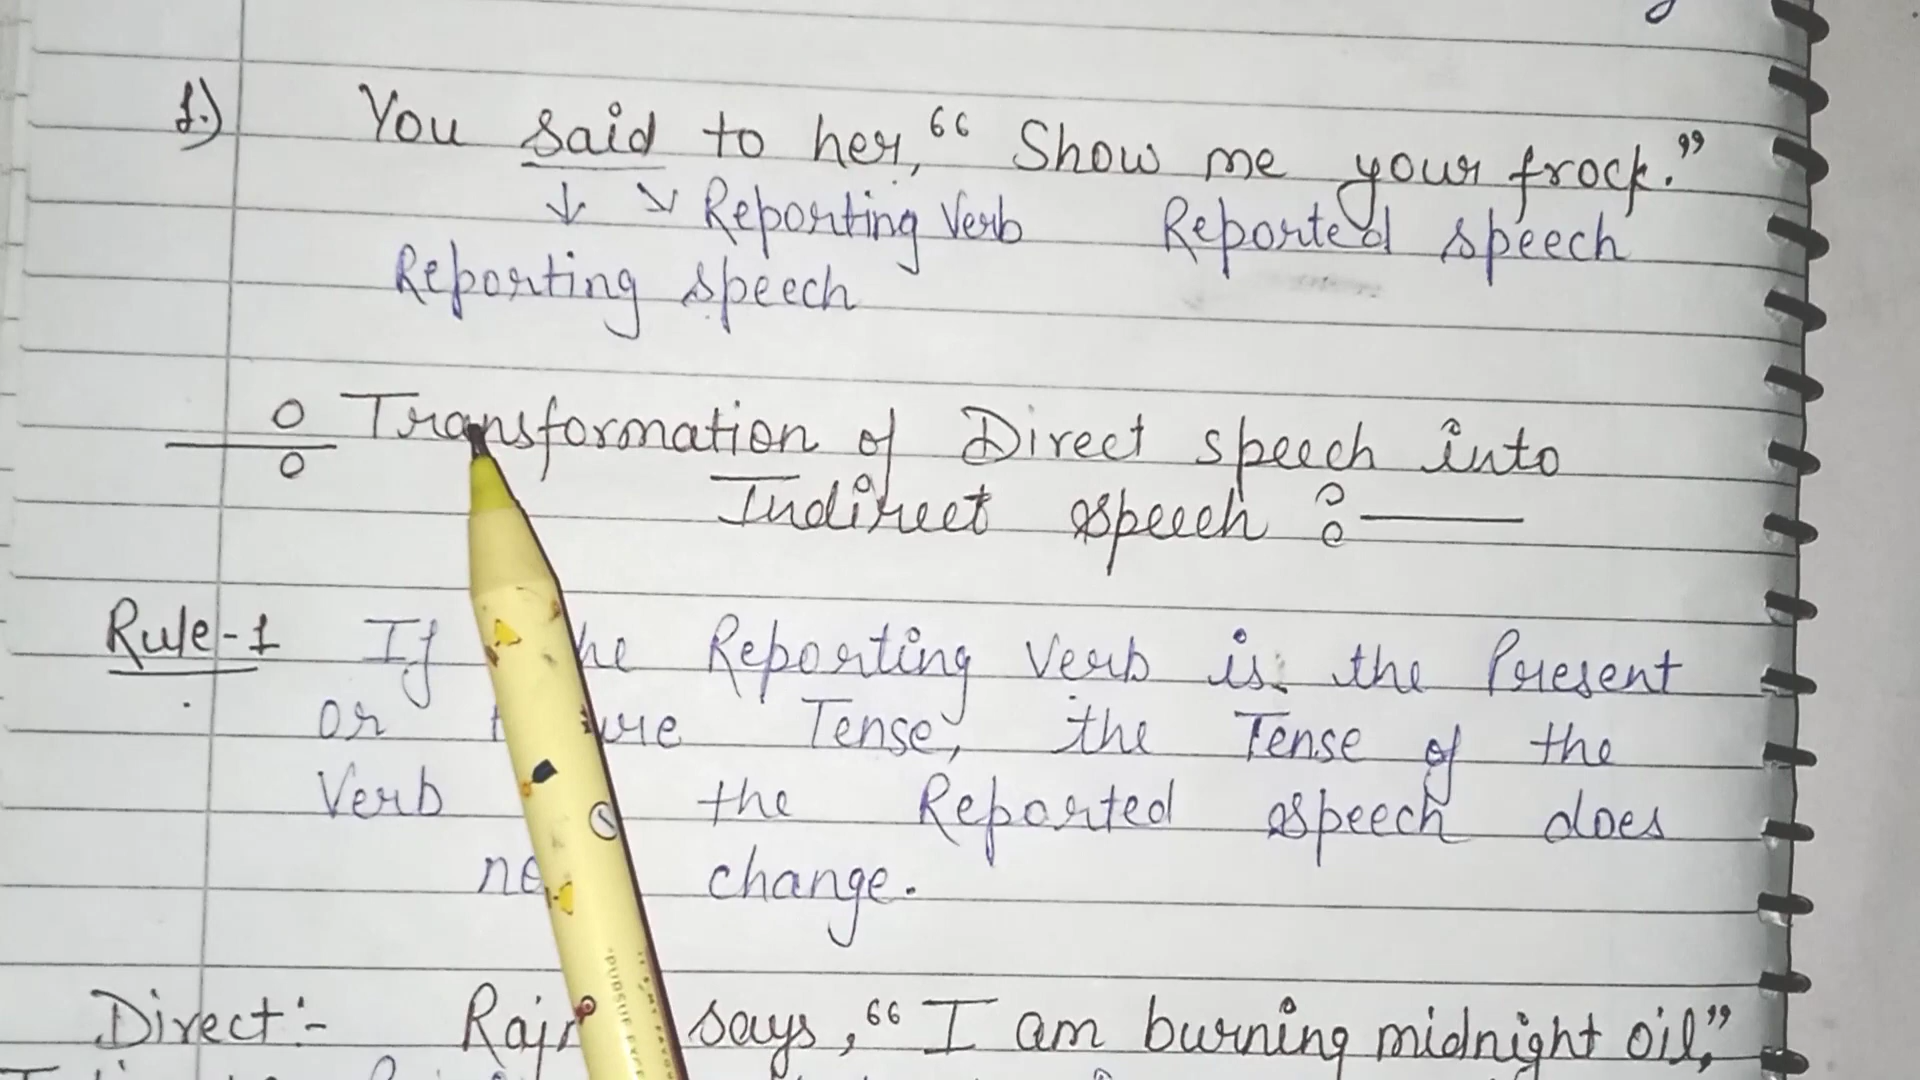 1.) You said to her, “Show me your frock.”
↓ ↘ Reporting Verb Reported speech
Reporting speech
Transformation of Direct speech into
Indirect speech :—
Rule-1 If he Reporting Verb is the Present
or ure Tense, the Tense of the
Verb the Reported speech does
change.
Direct:- says, “I am burning midnight oil,”